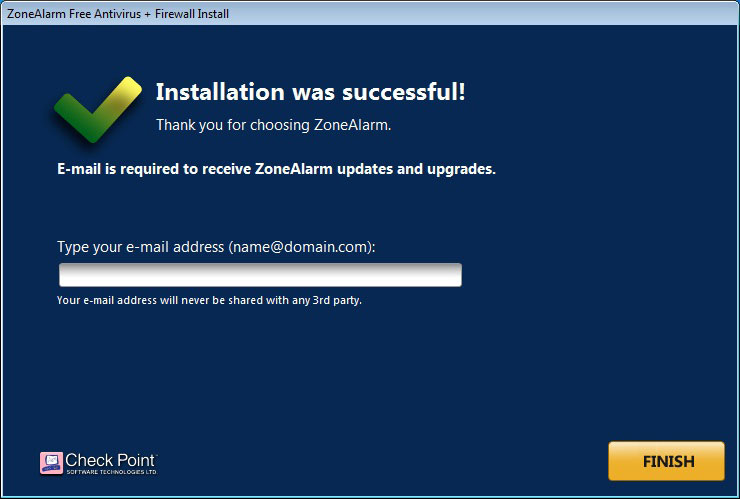 ZoneAlarm Free Antivirus + Firewall Install
Installation was successful!
Thank you for choosing ZoneAlarm.
E-mail is required to receive ZoneAlarm updates and upgrades.
Type your e-mail address (name@domain.com):
Your e-mail address will never be shared with any 3rd party.
Check Point
SOFTWARE TECHNOLOGIES LTD.
FINISH